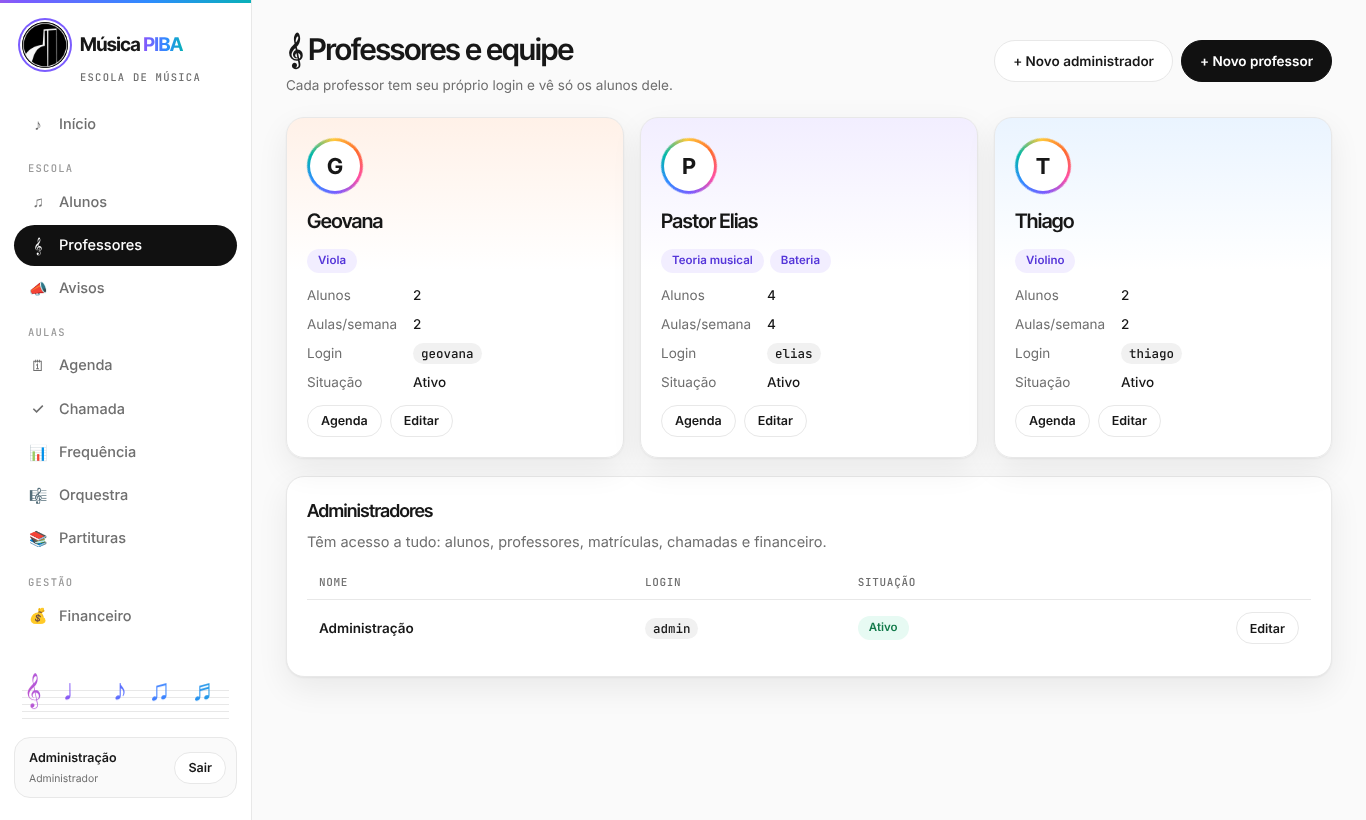 Música PIBA
ESCOLA DE MÚSICA
Início
ESCOLA
Alunos
Professores
Avisos
AULAS
Agenda
Chamada
Frequência
Orquestra
Partituras
GESTÃO
Financeiro
Administração
Administrador
Sair
Professores e equipe
Cada professor tem seu próprio login e vê só os alunos dele.
+ Novo administrador
+ Novo professor
G
Geovana
Viola
Alunos 2
Aulas/semana 2
Login geovana
Situação Ativo
Agenda Editar
P
Pastor Elias
Teoria musical Bateria
Alunos 4
Aulas/semana 4
Login elias
Situação Ativo
Agenda Editar
T
Thiago
Violino
Alunos 2
Aulas/semana 2
Login thiago
Situação Ativo
Agenda Editar
Administradores
Têm acesso a tudo: alunos, professores, matrículas, chamadas e financeiro.
NOME LOGIN SITUAÇÃO
Administração admin Ativo Editar